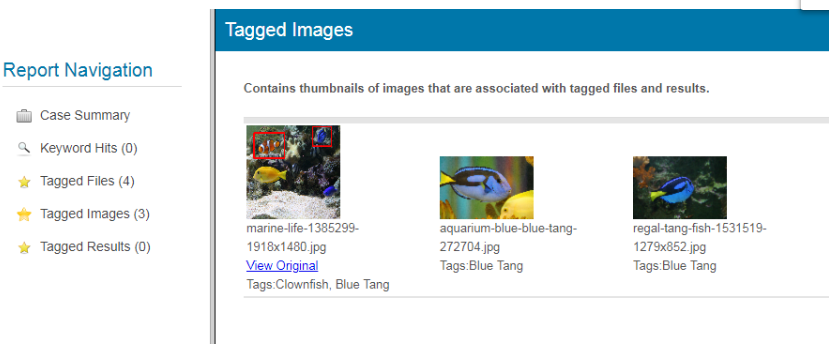 Tagged Images
Report Navigation
Case Summary
Keyword Hits (0)
Tagged Files (4)
Tagged Images (3)
Tagged Results (0)
Contains thumbnails of images that are associated with tagged files and results.
marine-life-1385299-
1918x1480.jpg
View Original
Tags:Clownfish, Blue Tang
aquarium-blue-blue-tang-
272704.jpg
Tags:Blue Tang
regal-tang-fish-1531519-
1279x852.jpg
Tags:Blue Tang